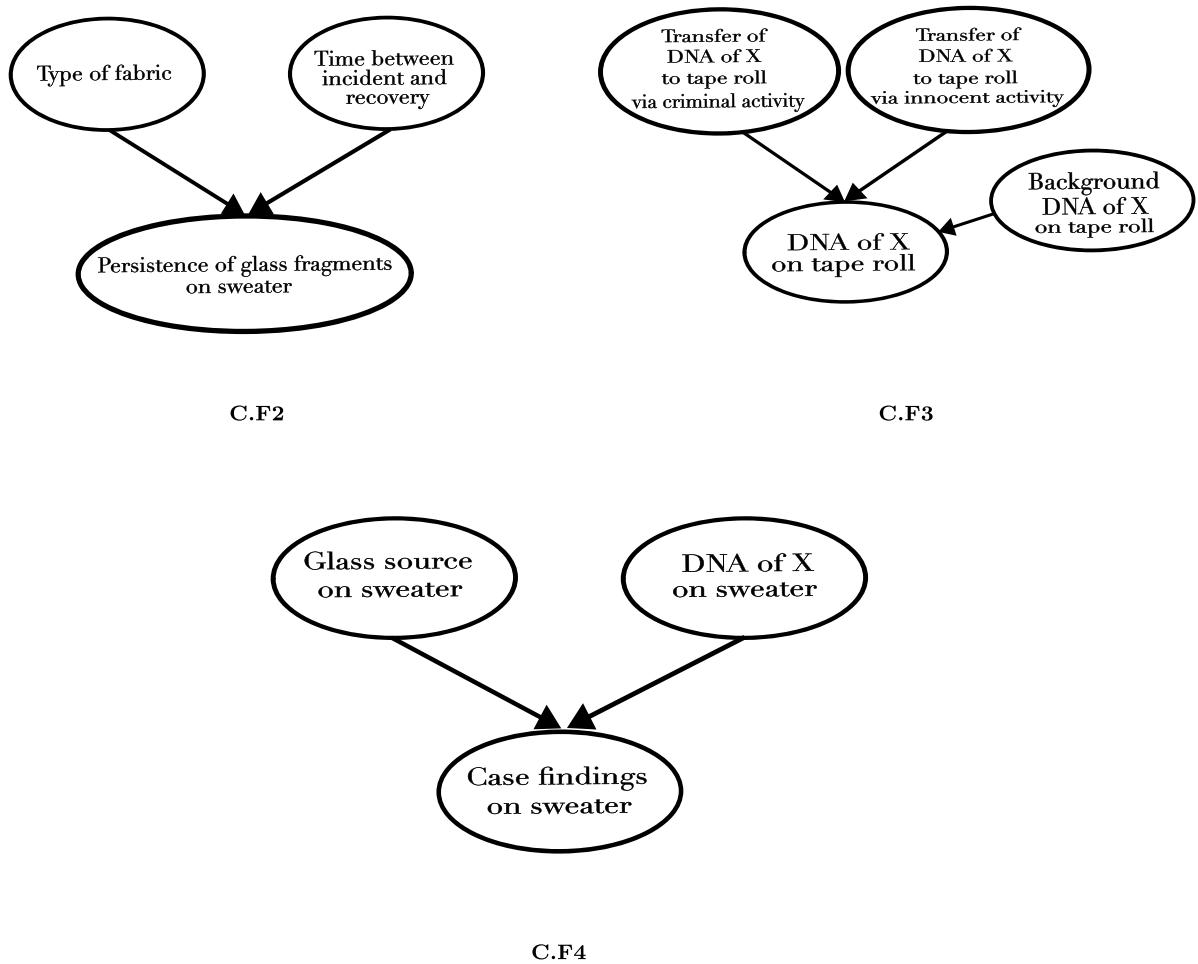 Type of fabric
Time between
incident and
recovery
Persistence of glass fragments
on sweater
C.F2
Transfer of
DNA of X
to tape roll
via criminal activity
Transfer of
DNA of X
to tape roll
via innocent activity
Background
DNA of X
on tape roll
DNA of X
on tape roll
C.F3
Glass source
on sweater
DNA of X
on sweater
Case findings
on sweater
C.F4